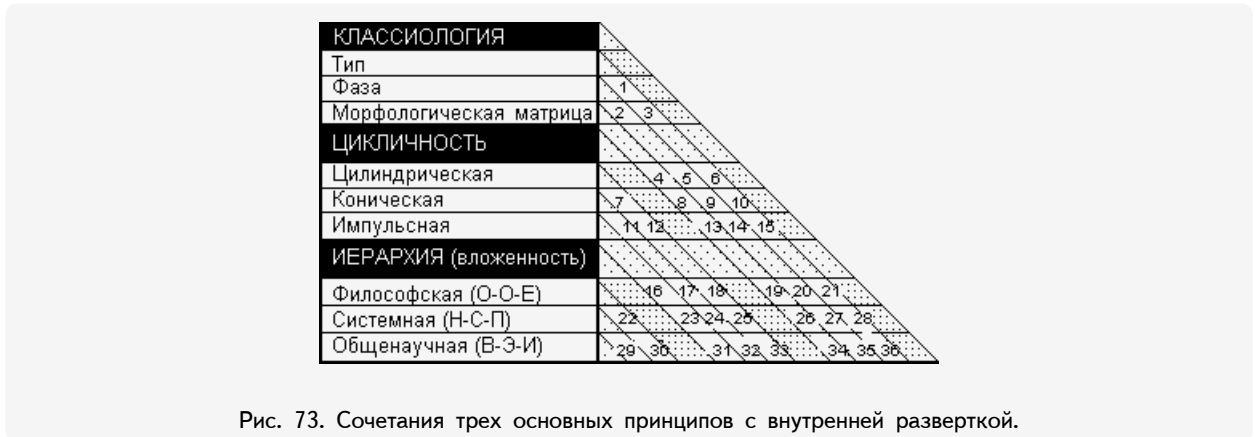 КЛАССИОЛОГИЯ
Тип
Фаза 1
Морфологическая матрица 2 3
ЦИКЛИЧНОСТЬ
Цилиндрическая 4 5 6
Коническая 7 8 9 10
Импульсная 11 12 13 14 15
ИЕРАРХИЯ (вложенность)
Философская (О-О-Е) 16 17 18 19 20 21
Системная (Н-С-П) 22 23 24 25 26 27 28
Общенаучная (В-Э-И) 29 30 31 32 33 34 35 36
Рис. 73. Сочетания трех основных принципов с внутренней разверткой.